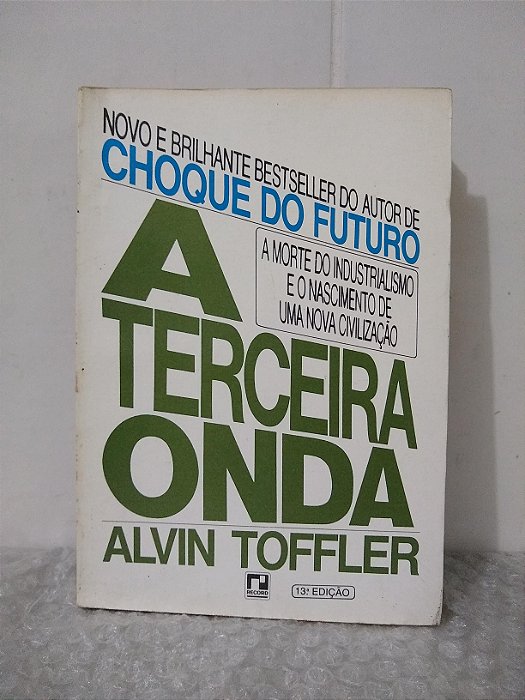 NOVO E BRILHANTE BESTSELLER DO AUTOR DE
CHOQUE DO FUTURO
A MORTE DO INDUSTRIALISMO
E O NASCIMENTO DE
UMA NOVA CIVILIZAÇÃO
A
TERCEIRA
ONDA
ALVIN TOFFLER
RECORD
13.ª EDIÇÃO